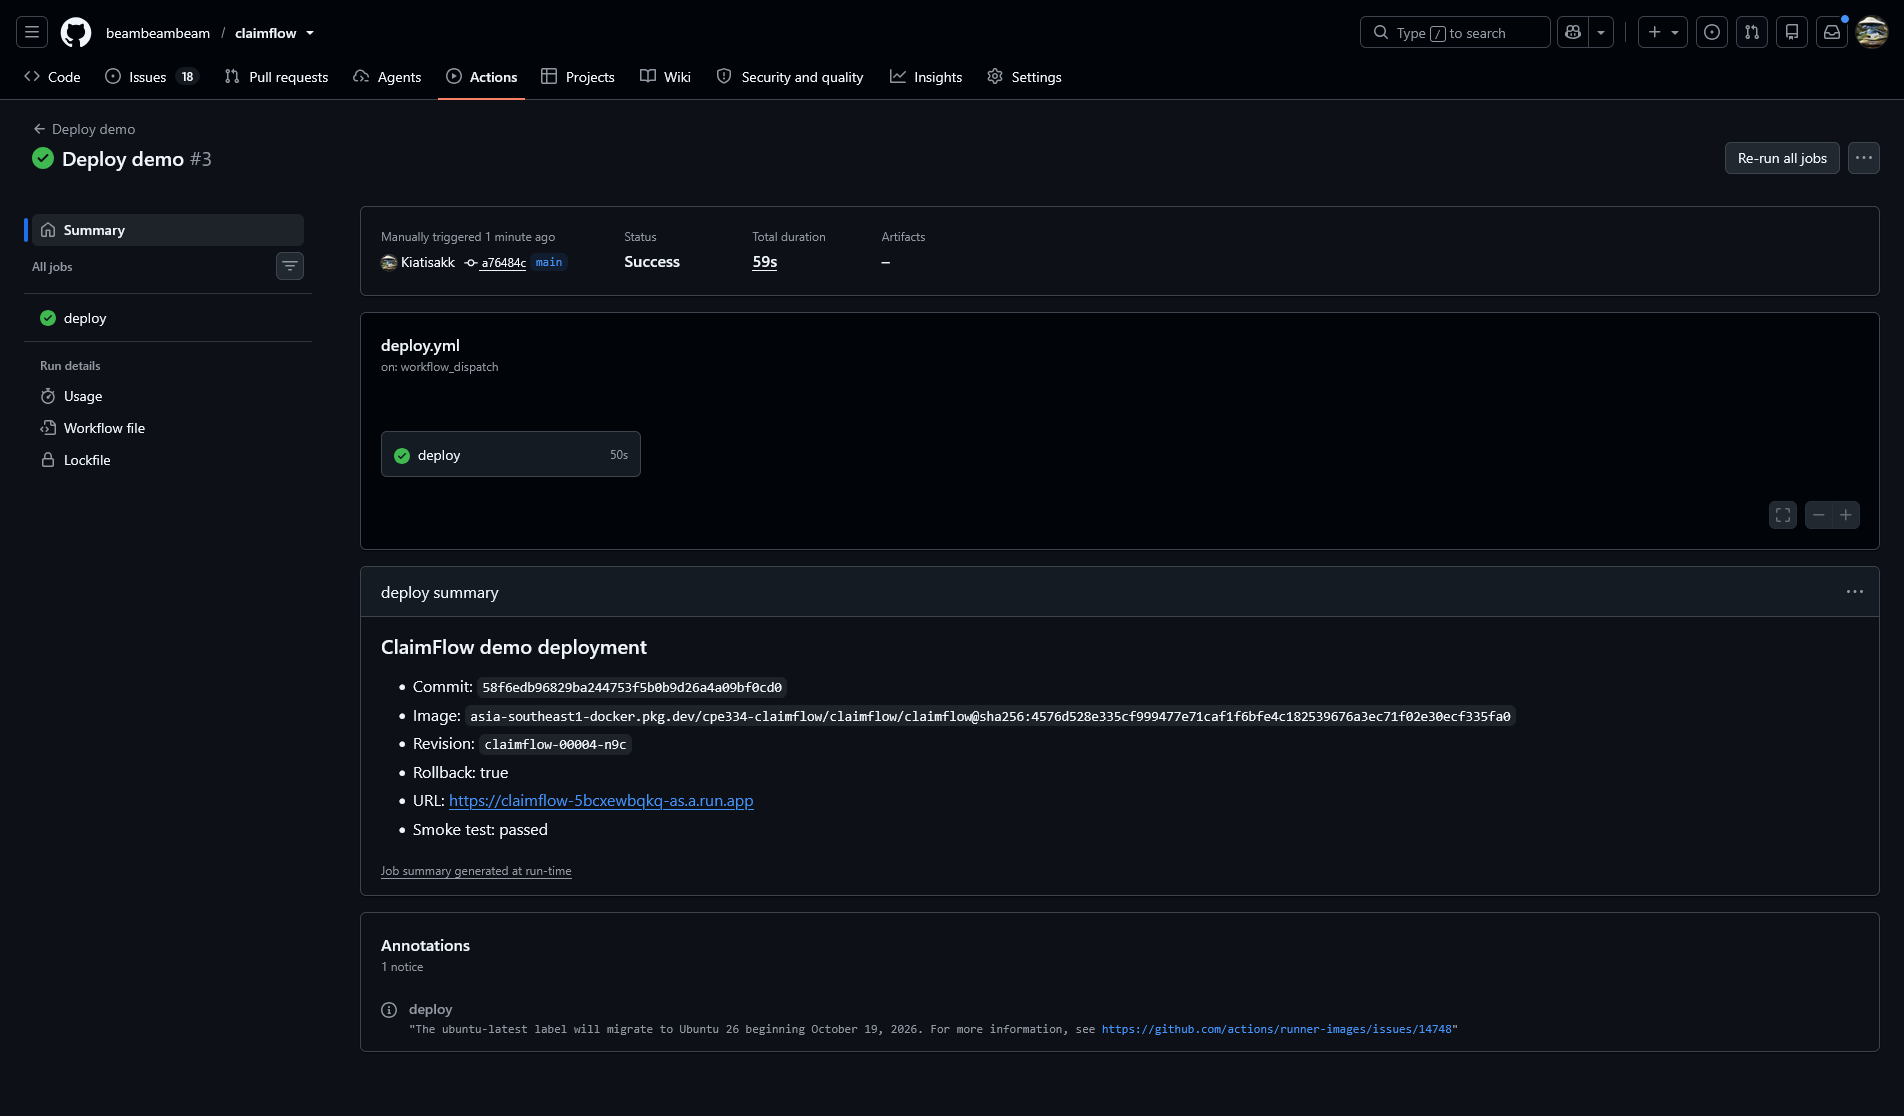 beambeambeam / claimflow
Type / to search
Code
Issues 18
Pull requests
Agents
Actions
Projects
Wiki
Security and quality
Insights
Settings
Deploy demo
Deploy demo #3
Re-run all jobs
Summary
All jobs
deploy
Run details
Usage
Workflow file
Lockfile
Manually triggered 1 minute ago
Kiatisakk a76484c main
Status
Success
Total duration
59s
Artifacts
–
deploy.yml
on: workflow_dispatch
deploy 50s
deploy summary
ClaimFlow demo deployment
• Commit: 58f6edb96829ba244753f5b0b9d26a4a09bf0cd0
• Image: asia-southeast1-docker.pkg.dev/cpe334-claimflow/claimflow/claimflow@sha256:4576d528e335cf999477e71caf1f6bfe4c182539676a3ec71f02e30ecf335fa0
• Revision: claimflow-00004-n9c
• Rollback: true
• URL: https://claimflow-5bcxewbqkq-as.a.run.app
• Smoke test: passed
Job summary generated at run-time
Annotations
1 notice
deploy
"The ubuntu-latest label will migrate to Ubuntu 26 beginning October 19, 2026. For more information, see https://github.com/actions/runner-images/issues/14748"